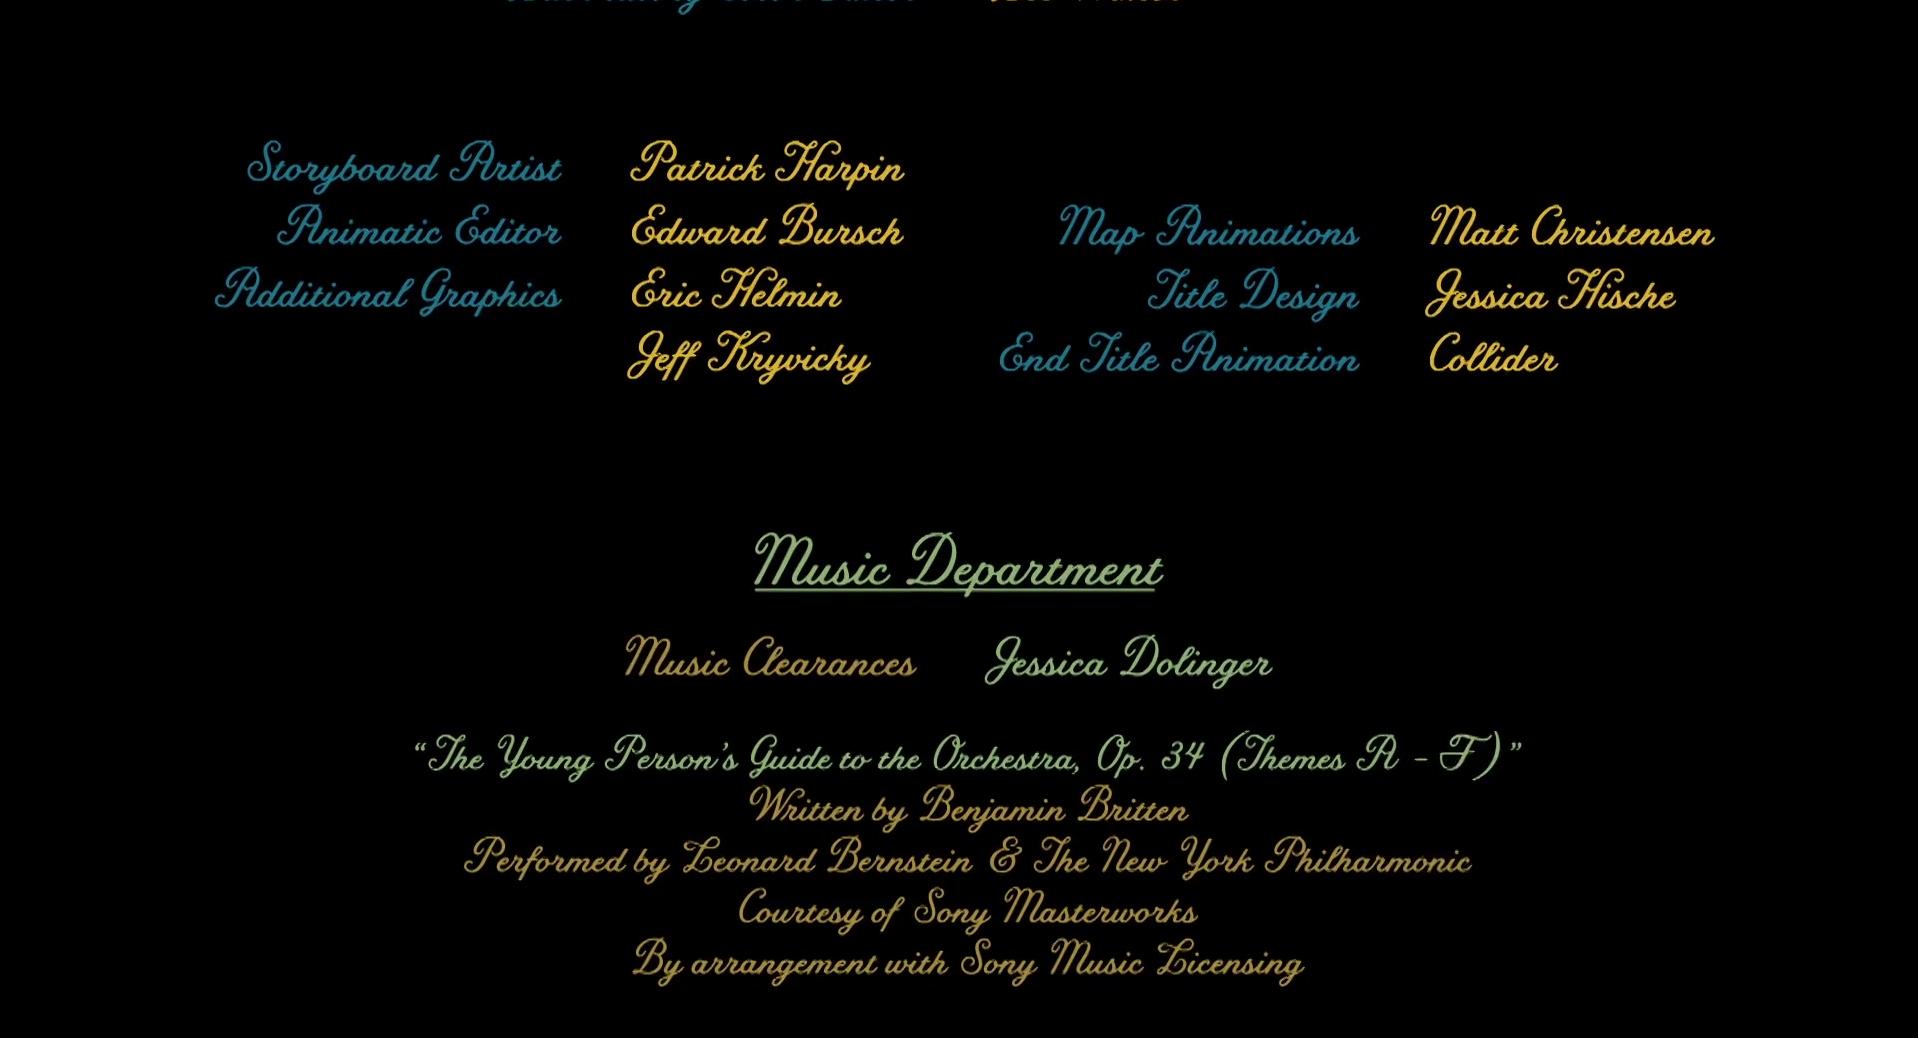 Storyboard Artist Patrick Harpin
Animatic Editor Edward Bursch
Additional Graphics Eric Helmin
Jeff Kryvicky
Map Animations Matt Christensen
Title Design Jessica Hische
End Title Animation Collider
Music Department
Music Clearances Jessica Dolinger
“The Young Person's Guide to the Orchestra, Op. 34 (Themes A - F)”
Written by Benjamin Britten
Performed by Leonard Bernstein & The New York Philharmonic
Courtesy of Sony Masterworks
By arrangement with Sony Music Licensing